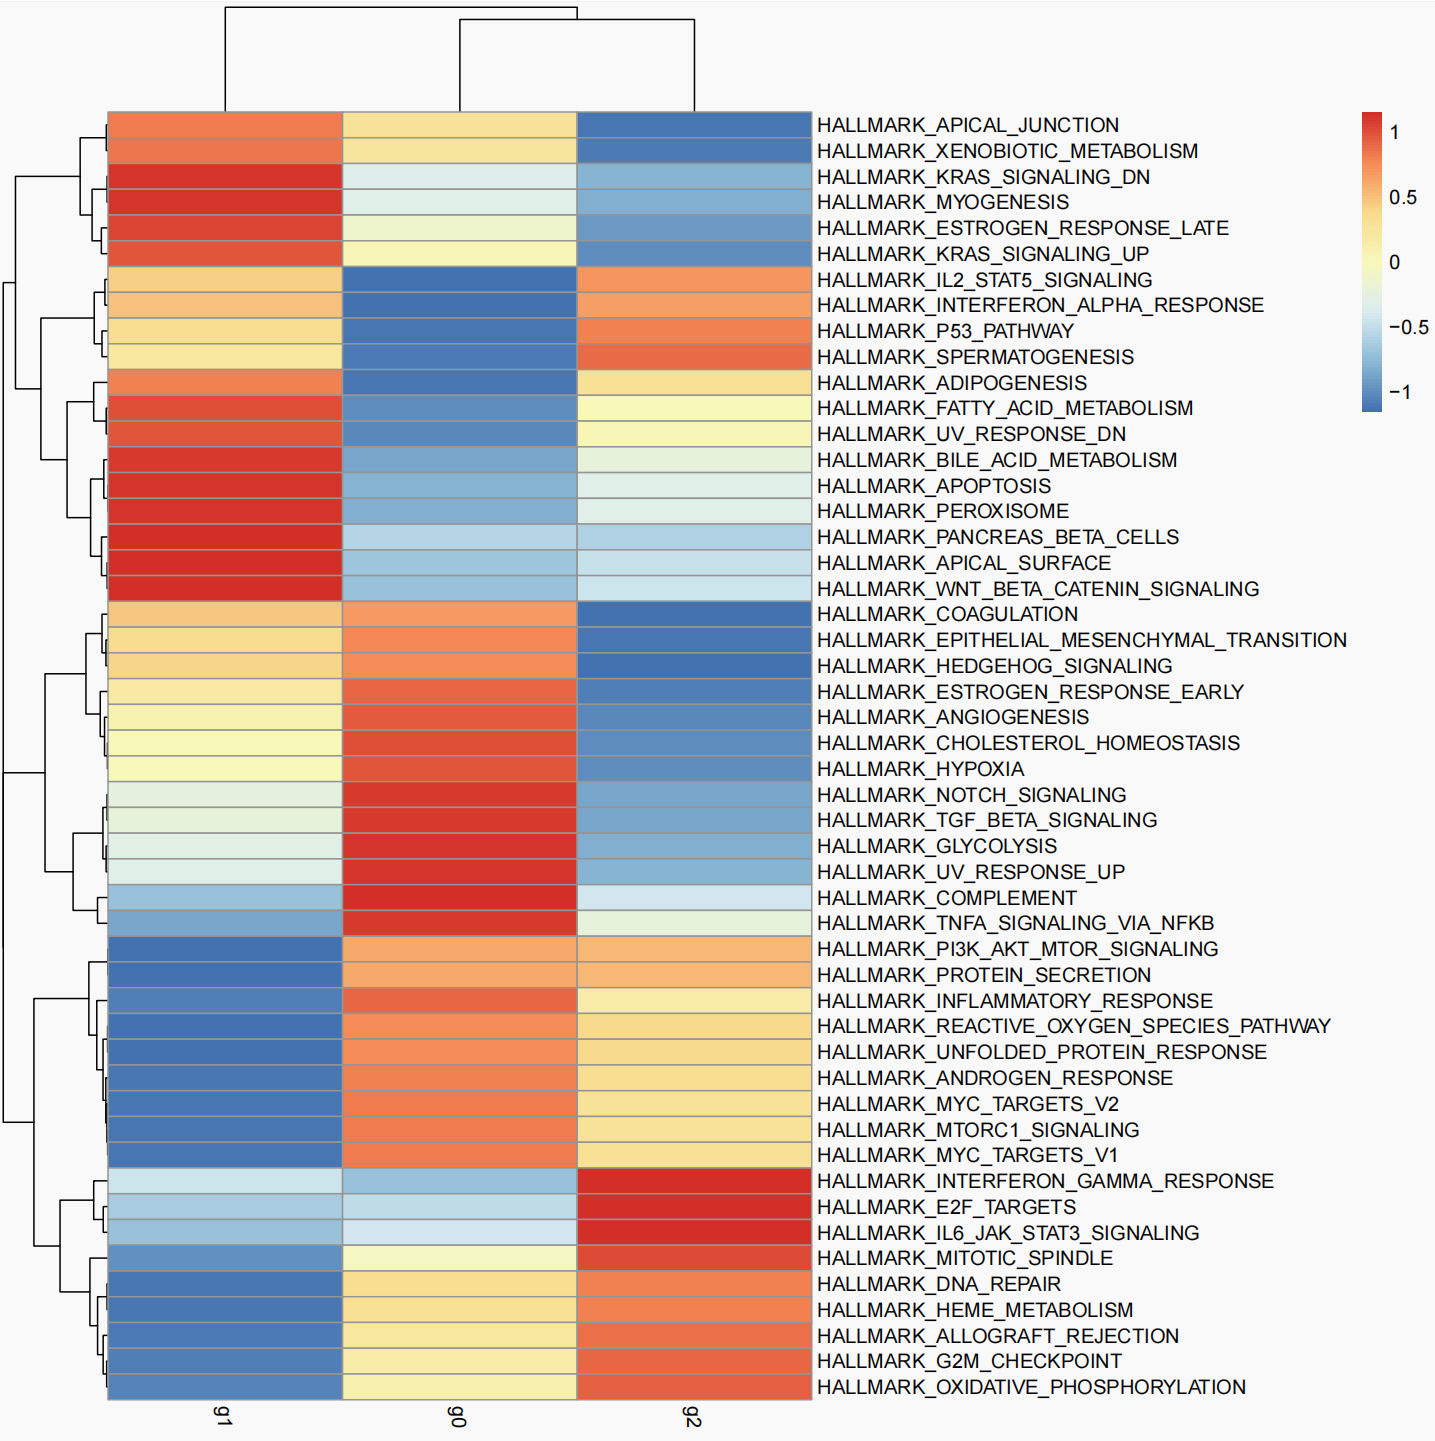 HALLMARK_APICAL_JUNCTION
HALLMARK_XENOBIOTIC_METABOLISM
HALLMARK_KRAS_SIGNALING_DN
HALLMARK_MYOGENESIS
HALLMARK_ESTROGEN_RESPONSE_LATE
HALLMARK_KRAS_SIGNALING_UP
HALLMARK_IL2_STAT5_SIGNALING
HALLMARK_INTERFERON_ALPHA_RESPONSE
HALLMARK_P53_PATHWAY
HALLMARK_SPERMATOGENESIS
HALLMARK_ADIPOGENESIS
HALLMARK_FATTY_ACID_METABOLISM
HALLMARK_UV_RESPONSE_DN
HALLMARK_BILE_ACID_METABOLISM
HALLMARK_APOPTOSIS
HALLMARK_PEROXISOME
HALLMARK_PANCREAS_BETA_CELLS
HALLMARK_APICAL_SURFACE
HALLMARK_WNT_BETA_CATENIN_SIGNALING
HALLMARK_COAGULATION
HALLMARK_EPITHELIAL_MESENCHYMAL_TRANSITION
HALLMARK_HEDGEHOG_SIGNALING
HALLMARK_ESTROGEN_RESPONSE_EARLY
HALLMARK_ANGIOGENESIS
HALLMARK_CHOLESTEROL_HOMEOSTASIS
HALLMARK_HYPOXIA
HALLMARK_NOTCH_SIGNALING
HALLMARK_TGF_BETA_SIGNALING
HALLMARK_GLYCOLYSIS
HALLMARK_UV_RESPONSE_UP
HALLMARK_COMPLEMENT
HALLMARK_TNFA_SIGNALING_VIA_NFKB
HALLMARK_PI3K_AKT_MTOR_SIGNALING
HALLMARK_PROTEIN_SECRETION
HALLMARK_INFLAMMATORY_RESPONSE
HALLMARK_REACTIVE_OXYGEN_SPECIES_PATHWAY
HALLMARK_UNFOLDED_PROTEIN_RESPONSE
HALLMARK_ANDROGEN_RESPONSE
HALLMARK_MYC_TARGETS_V2
HALLMARK_MTORC1_SIGNALING
HALLMARK_MYC_TARGETS_V1
HALLMARK_INTERFERON_GAMMA_RESPONSE
HALLMARK_E2F_TARGETS
HALLMARK_IL6_JAK_STAT3_SIGNALING
HALLMARK_MITOTIC_SPINDLE
HALLMARK_DNA_REPAIR
HALLMARK_HEME_METABOLISM
HALLMARK_ALLOGRAFT_REJECTION
HALLMARK_G2M_CHECKPOINT
HALLMARK_OXIDATIVE_PHOSPHORYLATION
1
0.5
0
−0.5
−1
g1
g0
g2